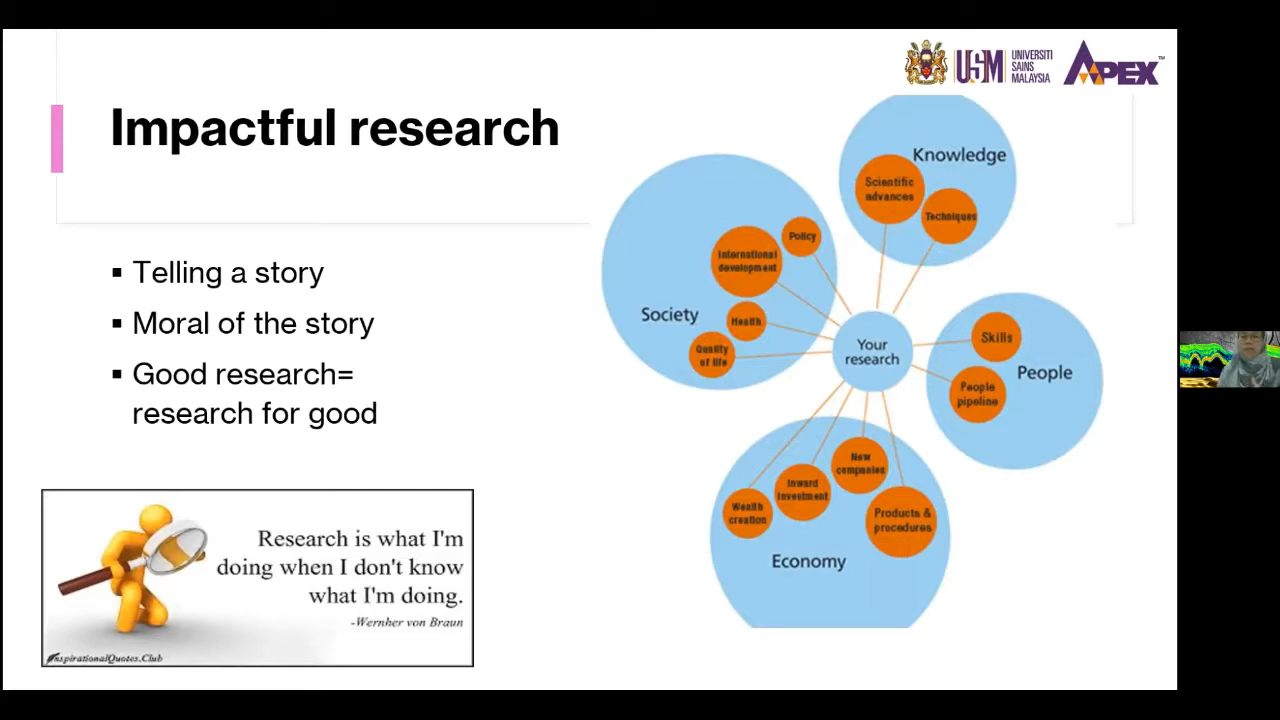 USM
UNIVERSITI
SAINS
MALAYSIA
APEX™
Impactful research
▪ Telling a story
▪ Moral of the story
▪ Good research=
research for good
Research is what I'm
doing when I don't know
what I'm doing.
-Wernher von Braun
InspirationalQuotes.Club
Knowledge
Scientific
advances
Techniques
Society
Policy
International
development
Health
Quality
of life
Your
research
People
Skills
People
pipeline
Economy
New
companies
Inward
investment
Wealth
creation
Products &
procedures